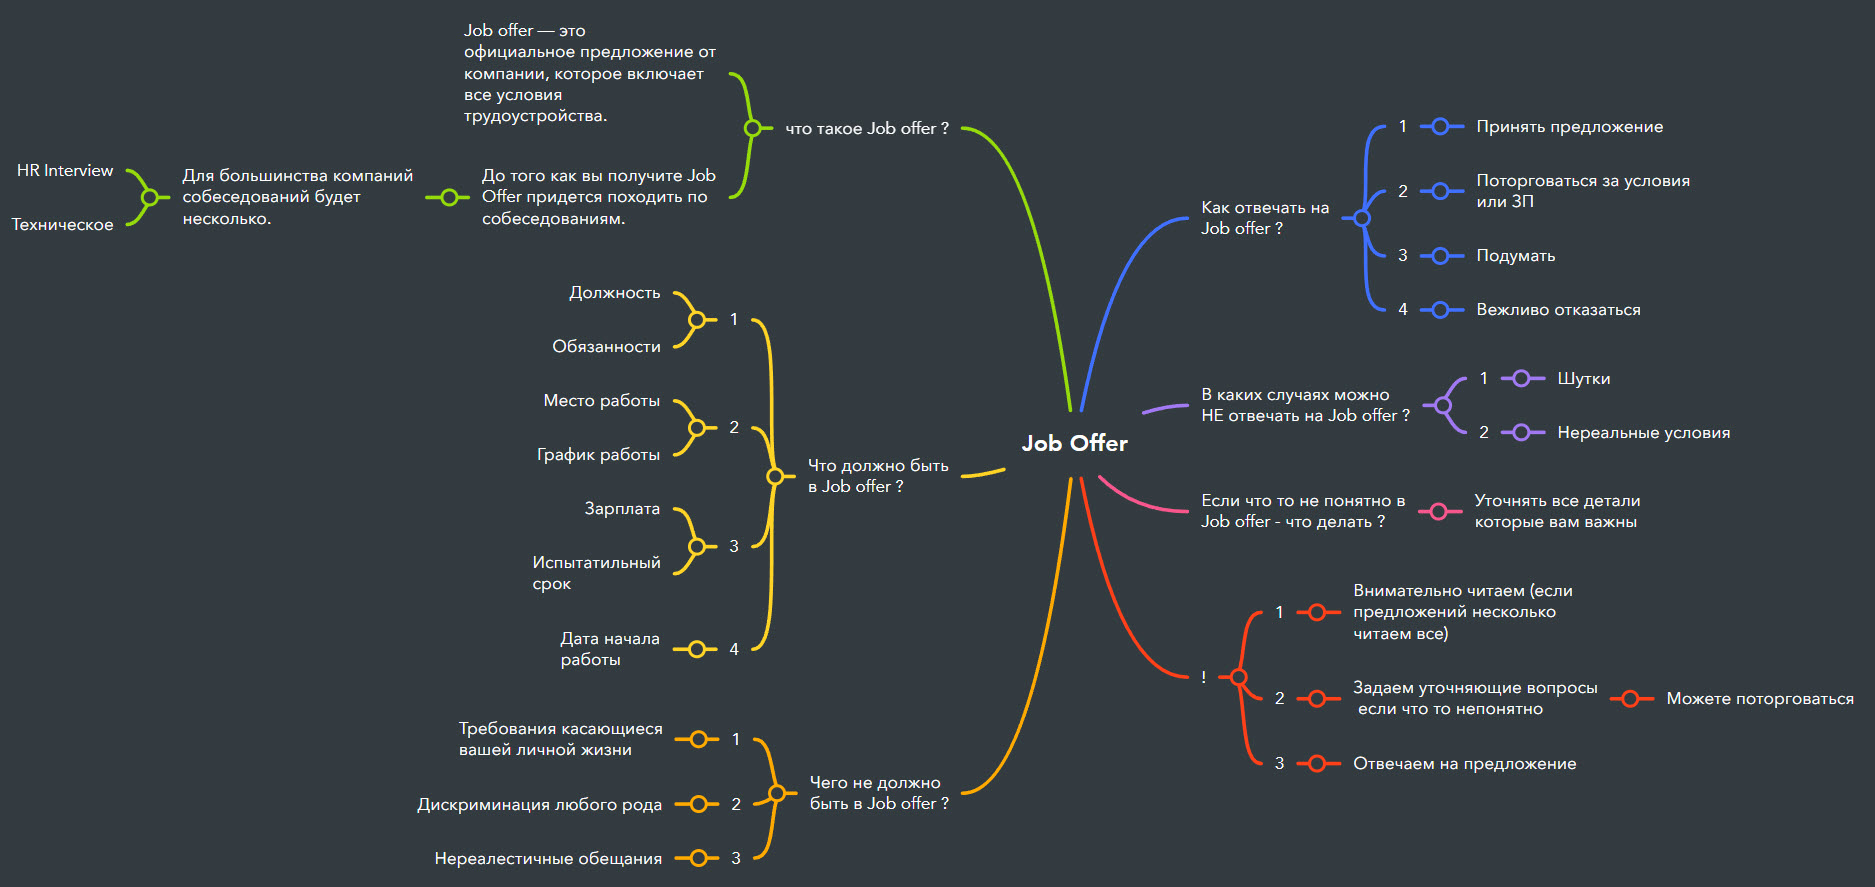 Job Offer
что такое Job offer ?
Job offer — это
официальное предложение от
компании, которое включает
все условия
трудоустройства.
До того как вы получите Job
Offer придется походить по
собеседованиям.
Для большинства компаний
собеседований будет
несколько.
HR Interview
Техническое
Что должно быть
в Job offer ?
1
Должность
Обязанности
2
Место работы
График работы
3
Зарплата
Испытатильный
срок
4
Дата начала
работы
Чего не должно
быть в Job offer ?
1
Требования касающиеся
вашей личной жизни
2
Дискриминация любого рода
3
Нереалестичные обещания
Как отвечать на
Job offer ?
1
Принять предложение
2
Поторговаться за условия
или ЗП
3
Подумать
4
Вежливо отказаться
В каких случаях можно
НЕ отвечать на Job offer ?
1
Шутки
2
Нереальные условия
Если что то не понятно в
Job offer - что делать ?
Уточнять все детали
которые вам важны
!
1
Внимательно читаем (если
предложений несколько
читаем все)
2
Задаем уточняющие вопросы
если что то непонятно
Можете поторговаться
3
Отвечаем на предложение